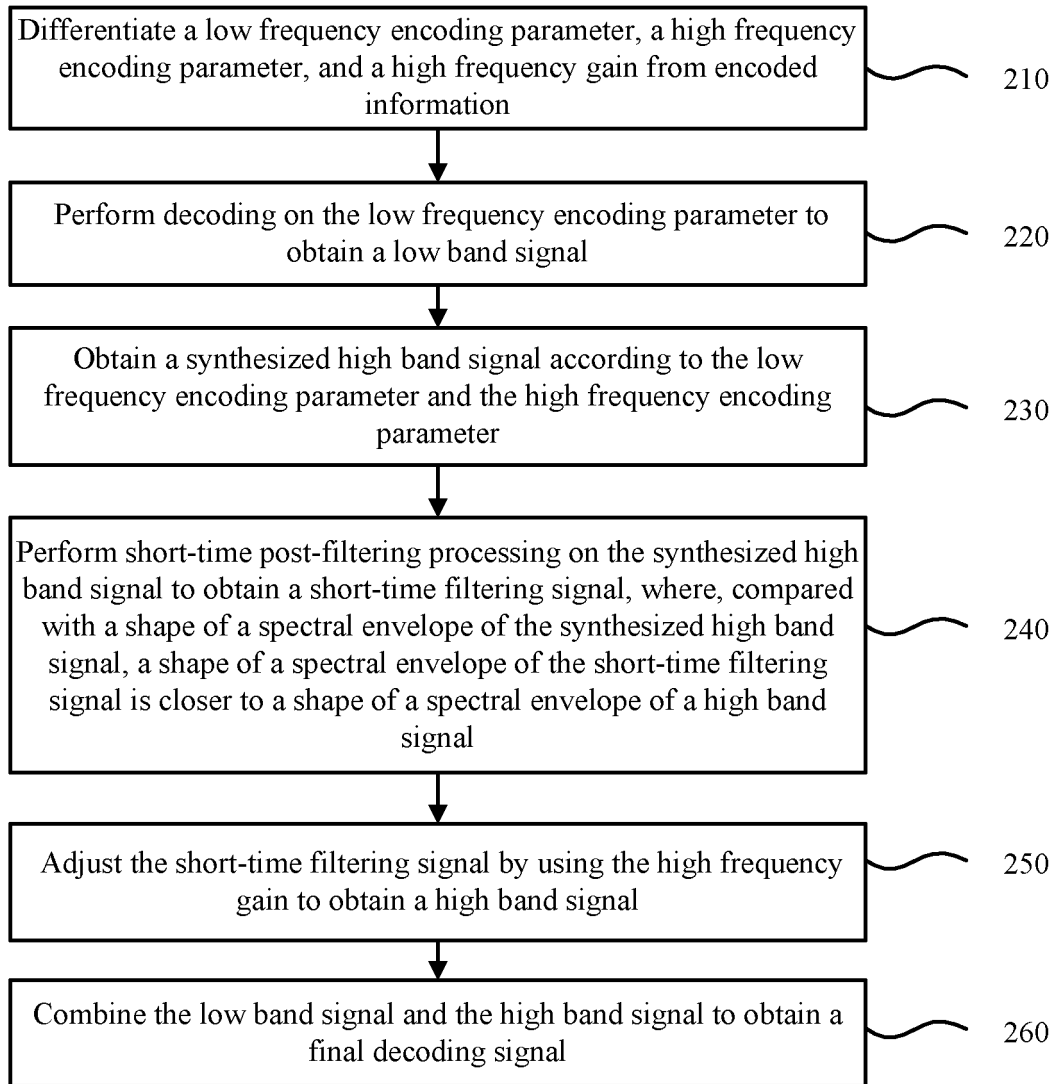 Differentiate a low frequency encoding parameter, a high frequency
encoding parameter, and a high frequency gain from encoded
information
210
Perform decoding on the low frequency encoding parameter to
obtain a low band signal
220
Obtain a synthesized high band signal according to the low
frequency encoding parameter and the high frequency encoding
parameter
230
Perform short-time post-filtering processing on the synthesized high
band signal to obtain a short-time filtering signal, where, compared
with a shape of a spectral envelope of the synthesized high band
signal, a shape of a spectral envelope of the short-time filtering
signal is closer to a shape of a spectral envelope of a high band
signal
240
Adjust the short-time filtering signal by using the high frequency
gain to obtain a high band signal
250
Combine the low band signal and the high band signal to obtain a
final decoding signal
260